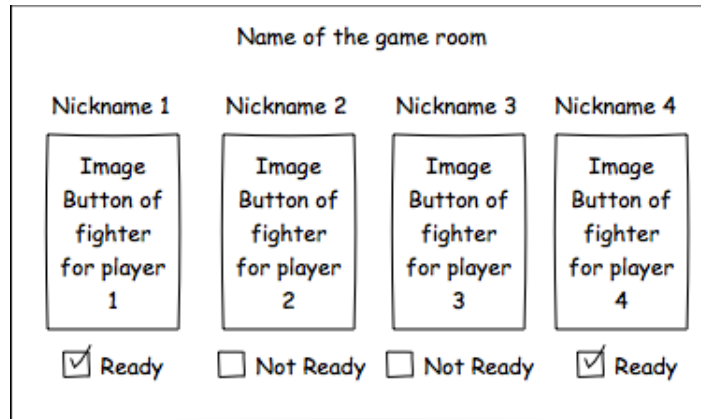 Name of the game room
Nickname 1
Nickname 2
Nickname 3
Nickname 4
Image
Button of
fighter
for player
1
Image
Button of
fighter
for player
2
Image
Button of
fighter
for player
3
Image
Button of
fighter
for player
4
Ready
Not Ready
Not Ready
Ready